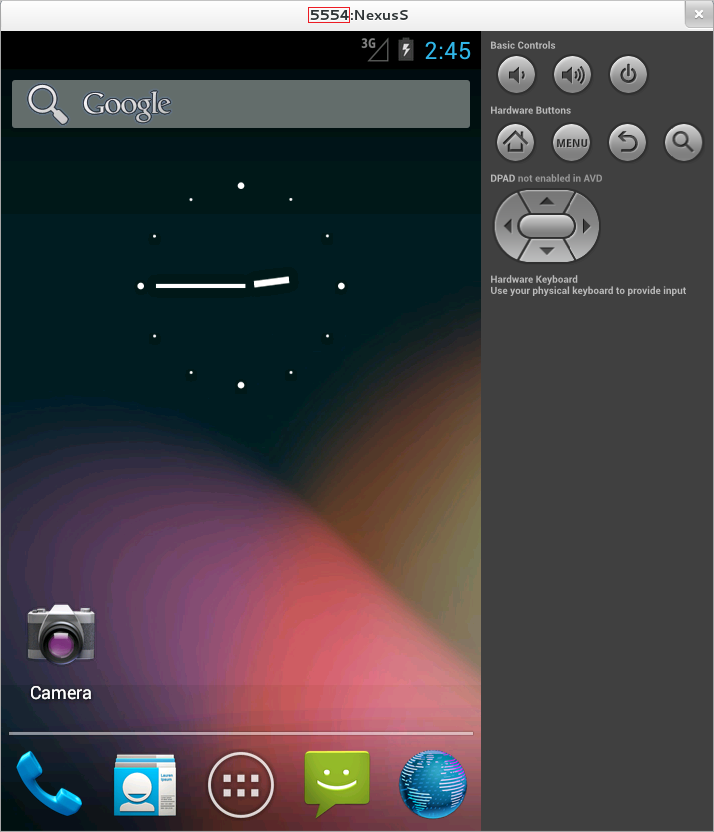 5554:NexusS
3G
2:45
Google
Camera
Basic Controls
Hardware Buttons
MENU
DPAD not enabled in AVD
Hardware Keyboard
Use your physical keyboard to provide input